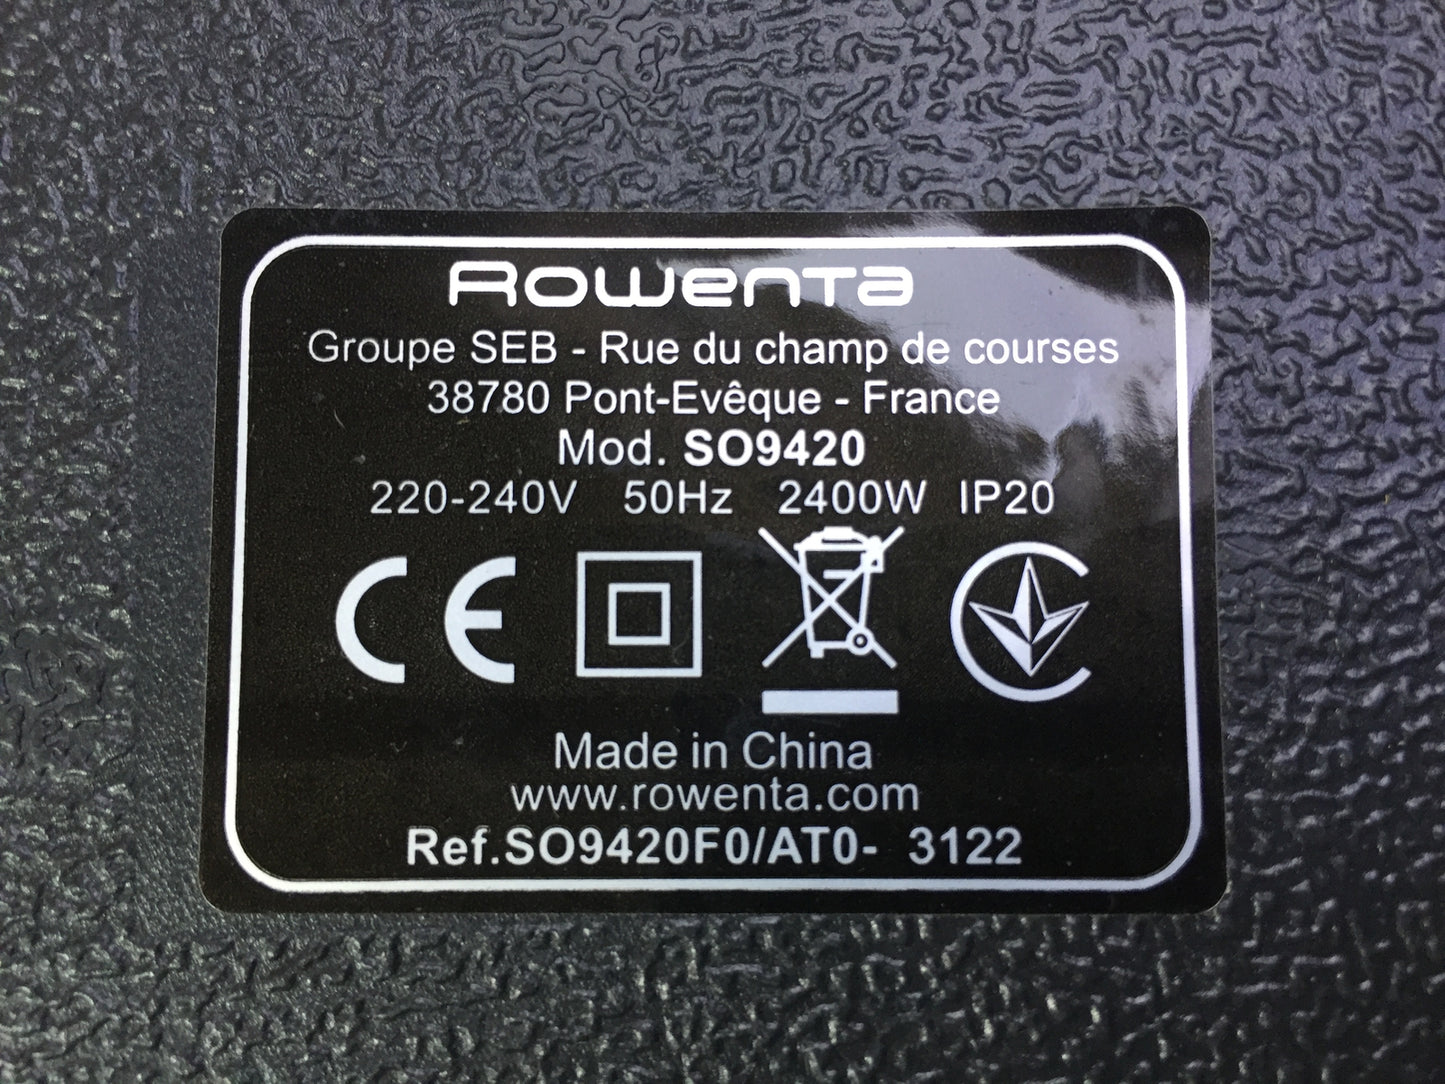 Rowenta
Groupe SEB - Rue du champ de courses
38780 Pont-Evêque - France
Mod. SO9420
220-240V 50Hz 2400W IP20
CE
Made in China
www.rowenta.com
Ref.SO9420F0/AT0- 3122